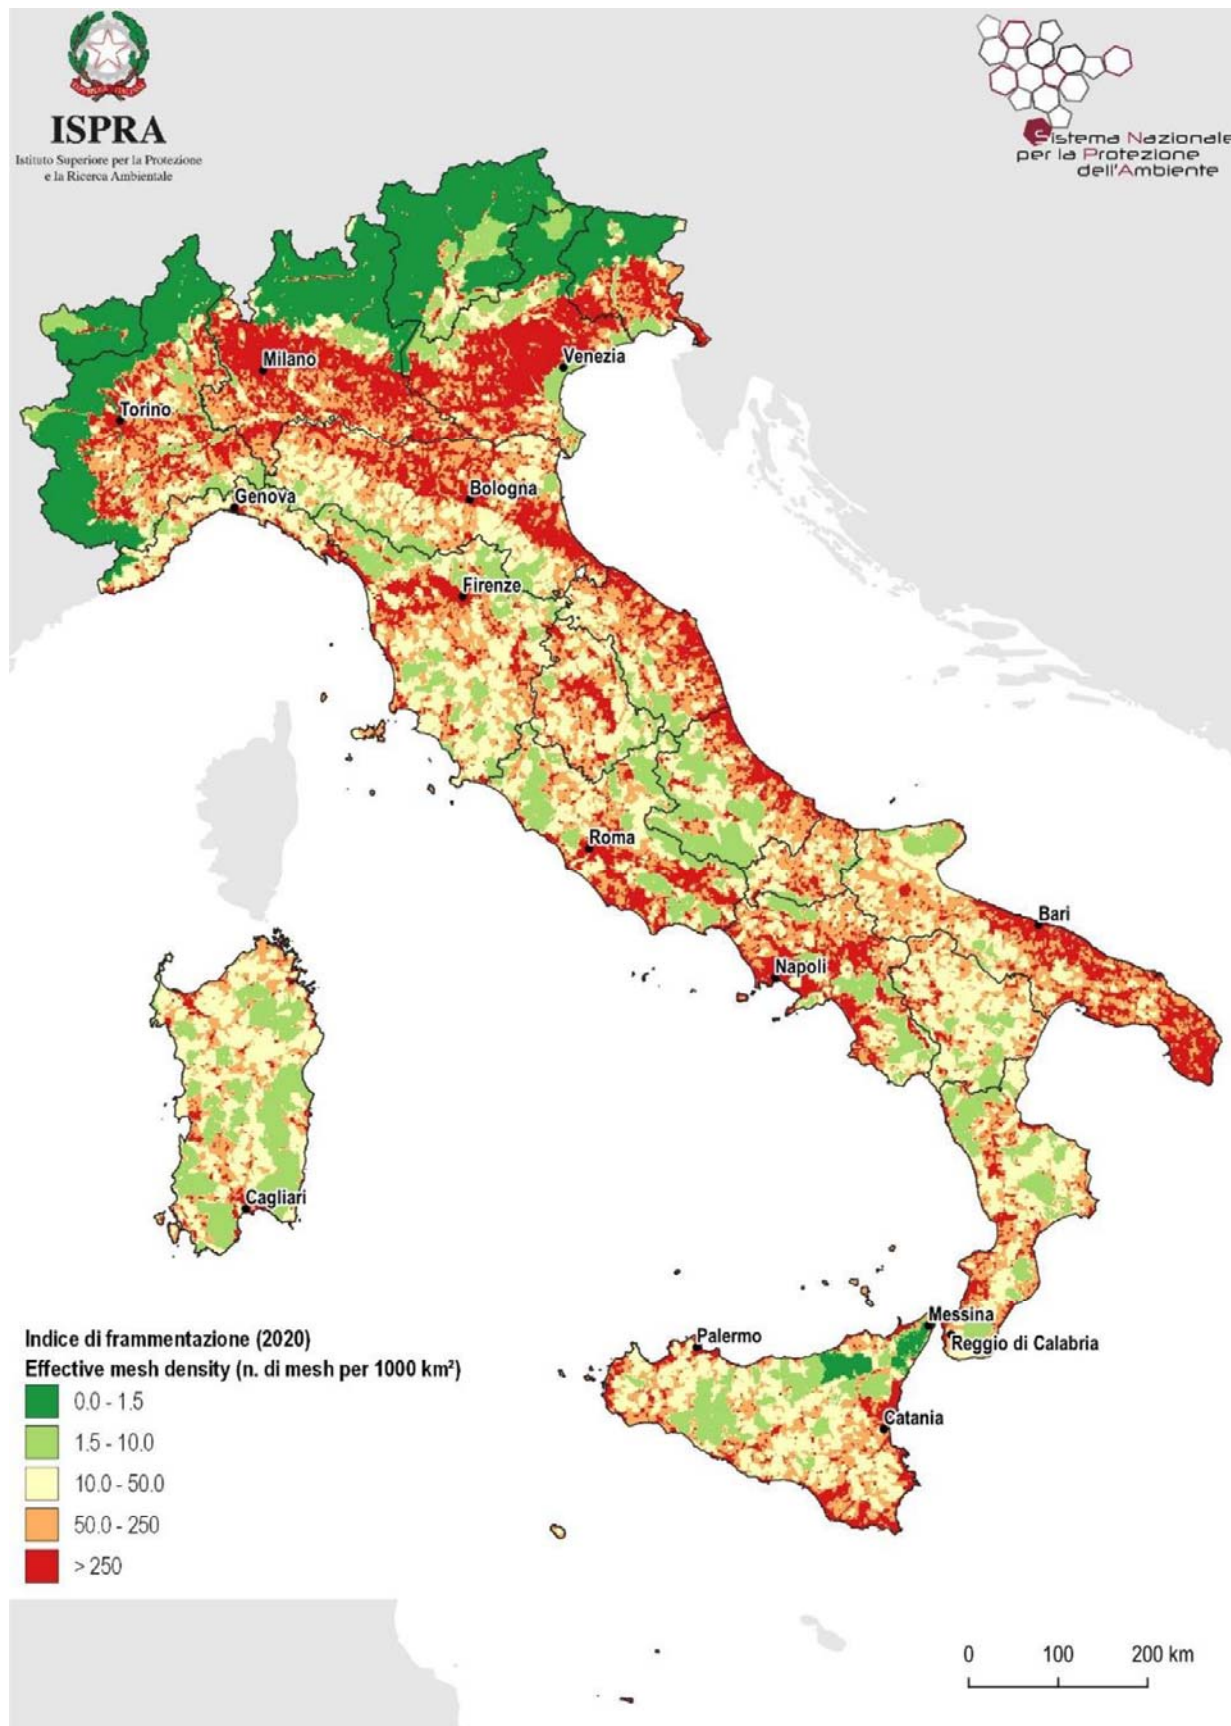 ISPRA
Istituto Superiore per la Protezione
e la Ricerca Ambientale
Sistema Nazionale
per la Protezione
dell'Ambiente
Milano
Venezia
Torino
Genova
Bologna
Firenze
Roma
Bari
Napoli
Cagliari
Messina
Palermo
Reggio di Calabria
Catania
Indice di frammentazione (2020)
Effective mesh density (n. di mesh per 1000 km²)
0.0 - 1.5
1.5 - 10.0
10.0 - 50.0
50.0 - 250
> 250
0 100 200 km